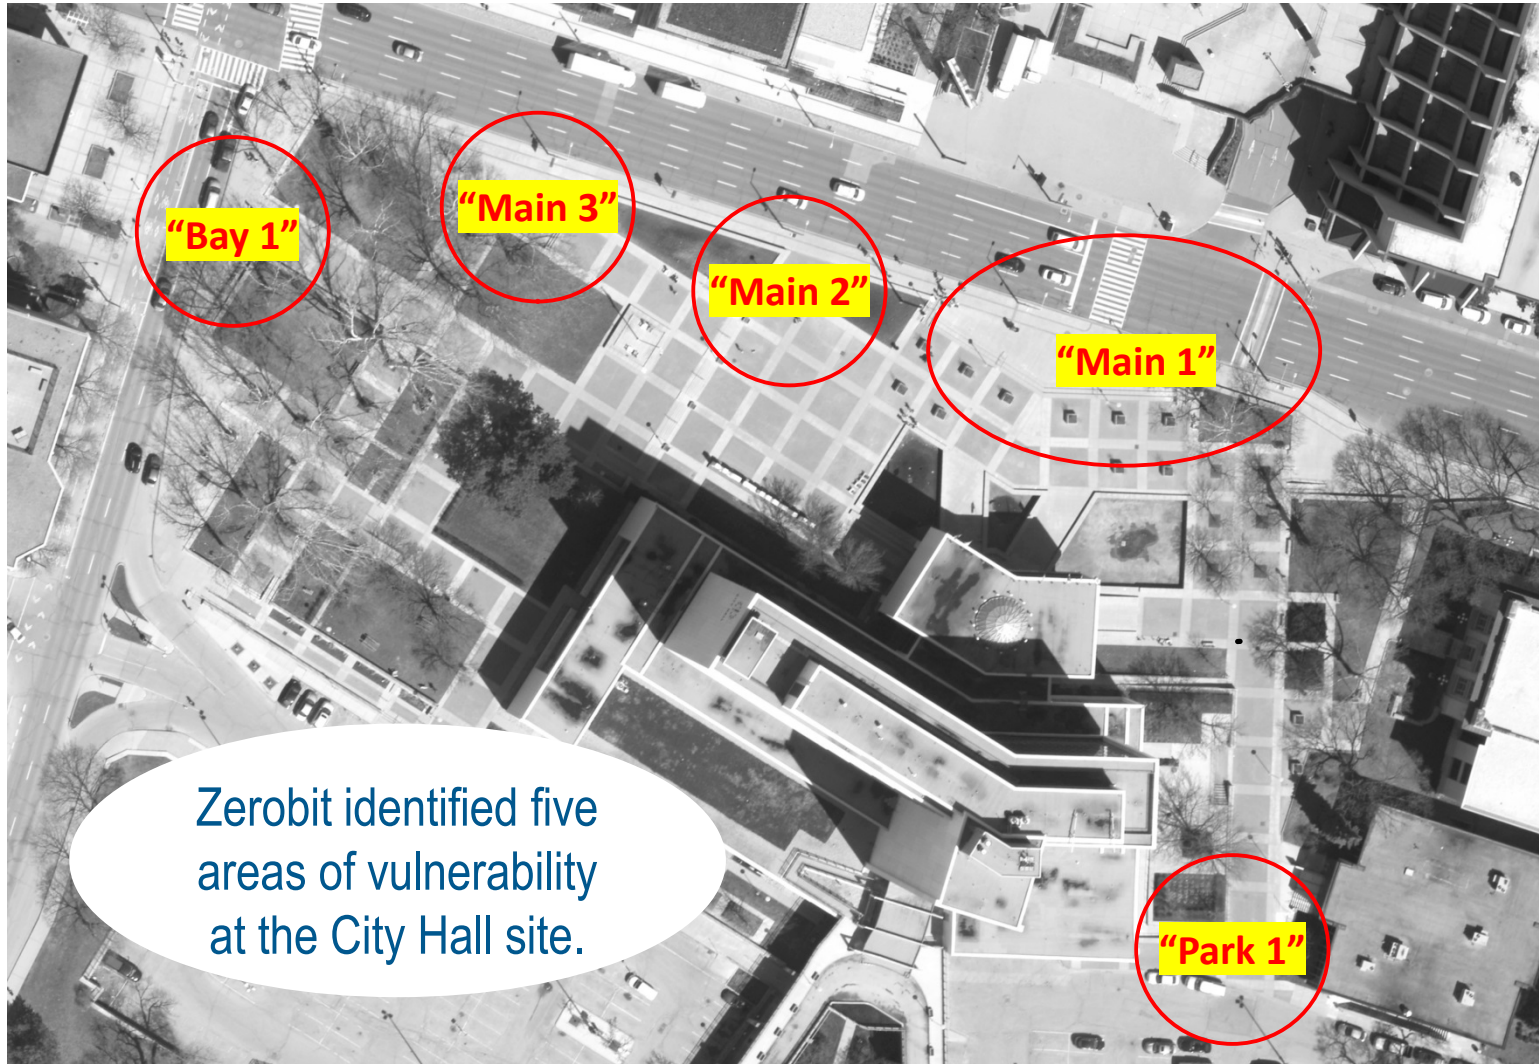 “Main 3”
“Bay 1”
“Main 2”
“Main 1”
Zerobit identified five
areas of vulnerability
at the City Hall site.
“Park 1”